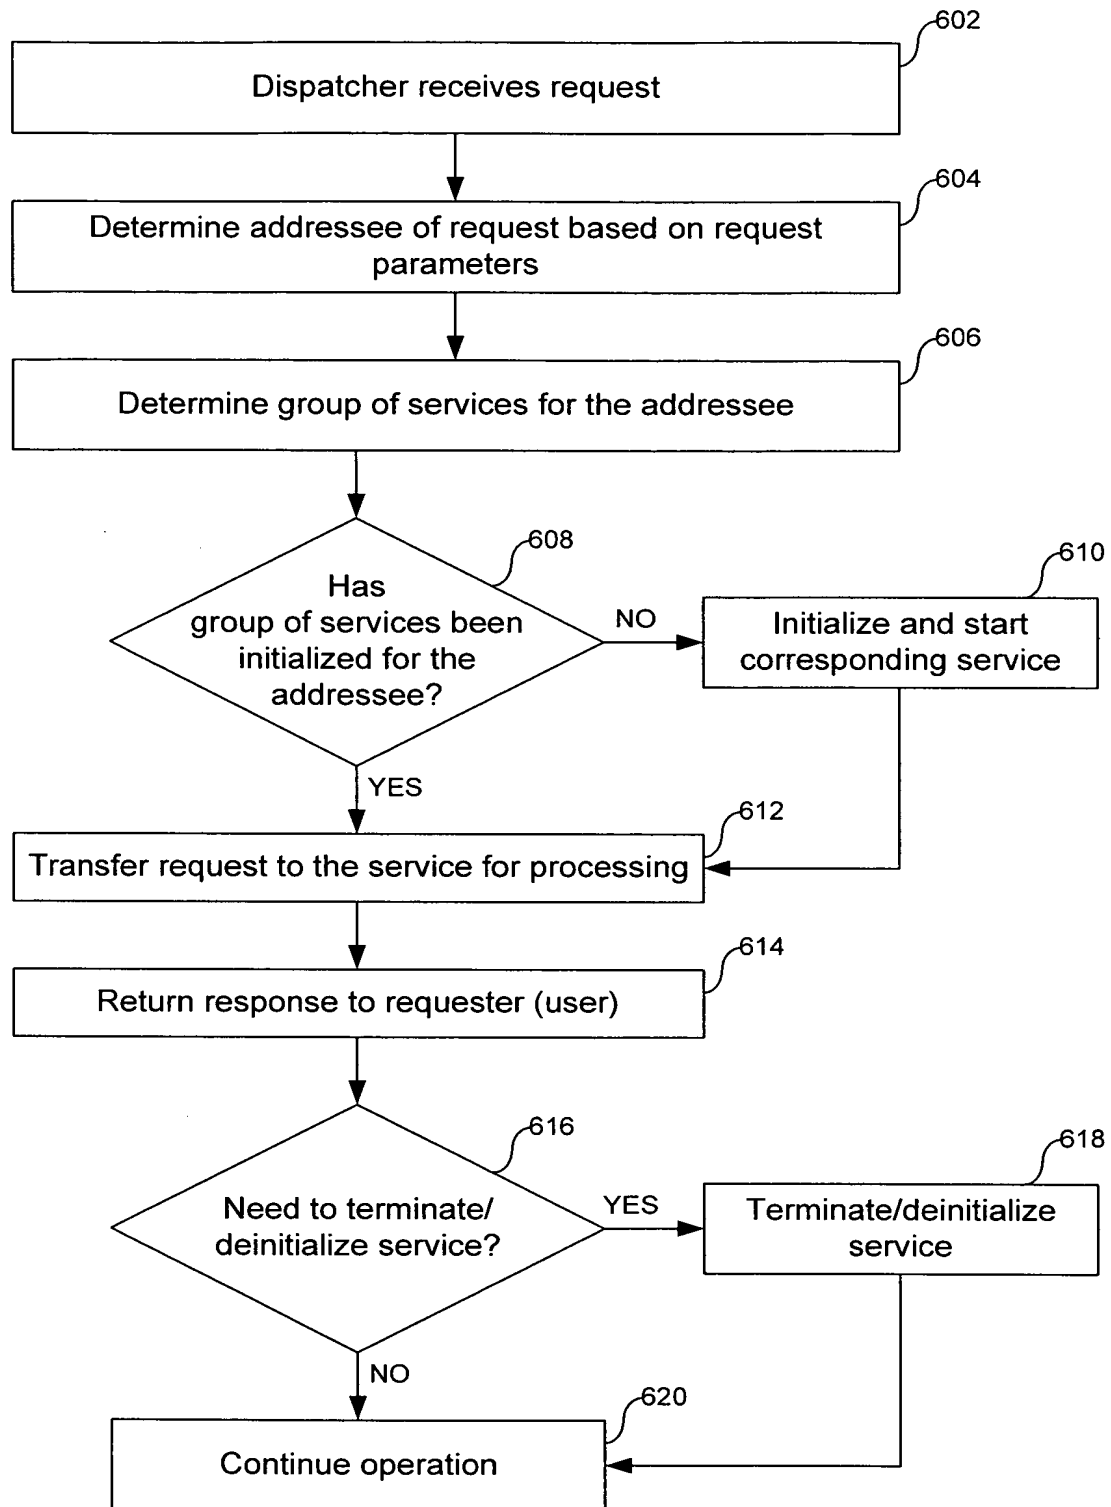 602
Dispatcher receives request
604
Determine addressee of request based on request
parameters
606
Determine group of services for the addressee
608
Has
group of services been
initialized for the
addressee?
NO
610
Initialize and start
corresponding service
YES
612
Transfer request to the service for processing
614
Return response to requester (user)
616
Need to terminate/
deinitialize service?
YES
618
Terminate/deinitialize
service
NO
620
Continue operation